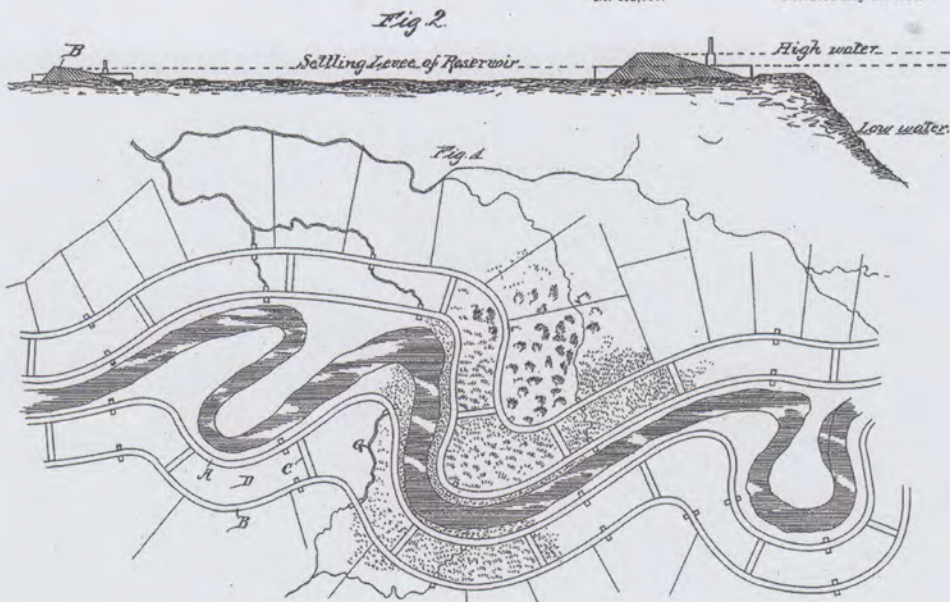 Fig. 2.
B
Settling Levee of Reservoir
High water
Low water.
Fig. 1
G
A
C
D
B